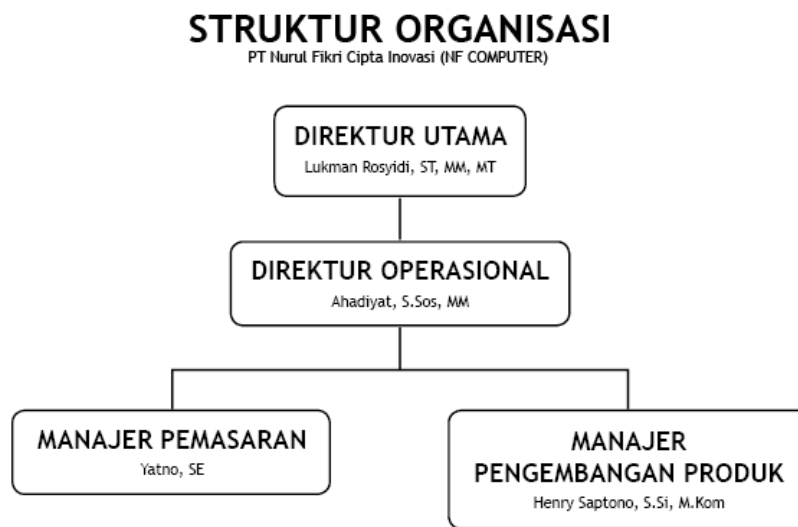 STRUKTUR ORGANISASI
PT Nurul Fikri Cipta Inovasi (NF COMPUTER)
DIREKTUR UTAMA
Lukman Rosyidi, ST, MM, MT
DIREKTUR OPERASIONAL
Ahadiyat, S.Sos, MM
MANAJER PEMASARAN
Yatno, SE
MANAJER
PENGEMBANGAN PRODUK
Henry Saptono, S.Si, M.Kom